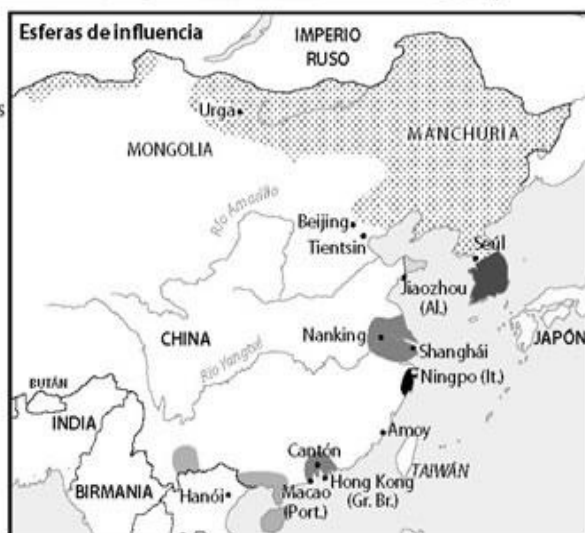 Esferas de influencia
IMPERIO
RUSO
s
Urga
MANCHURIA
MONGOLIA
Río Amarillo
Beijing
Tientsin
Seúl
Jiaozhou
(Al.)
CHINA
Nanking
JAPÓN
Shanghái
Río Yangtsé
Ningpo (It.)
BUTÁN
INDIA
Amoy
Cantón
TAIWÁN
BIRMANIA
Hanói
Hong Kong
Macao
(Gr. Br.)
(Port.)